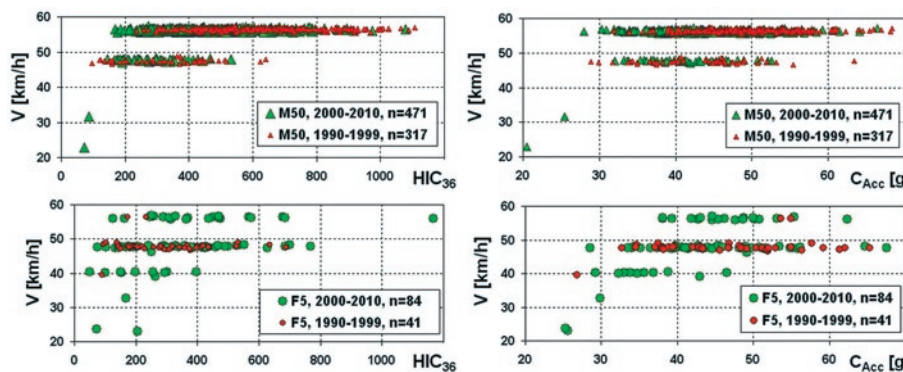 V [km/h]
60
50
40
30
20
M50, 2000-2010, n=471
M50, 1990-1999, n=317
0 200 400 600 800 1000 HIC36
V [km/h]
60
50
40
30
20
M50, 2000-2010, n=471
M50, 1990-1999, n=317
20 30 40 50 60 CAcc [g
V [km/h]
60
50
40
30
20
F5, 2000-2010, n=84
F5, 1990-1999, n=41
0 200 400 600 800 1000 HIC36
V [km/h]
60
50
40
30
20
F5, 2000-2010, n=84
F5, 1990-1999, n=41
20 30 40 50 60 CAcc [g